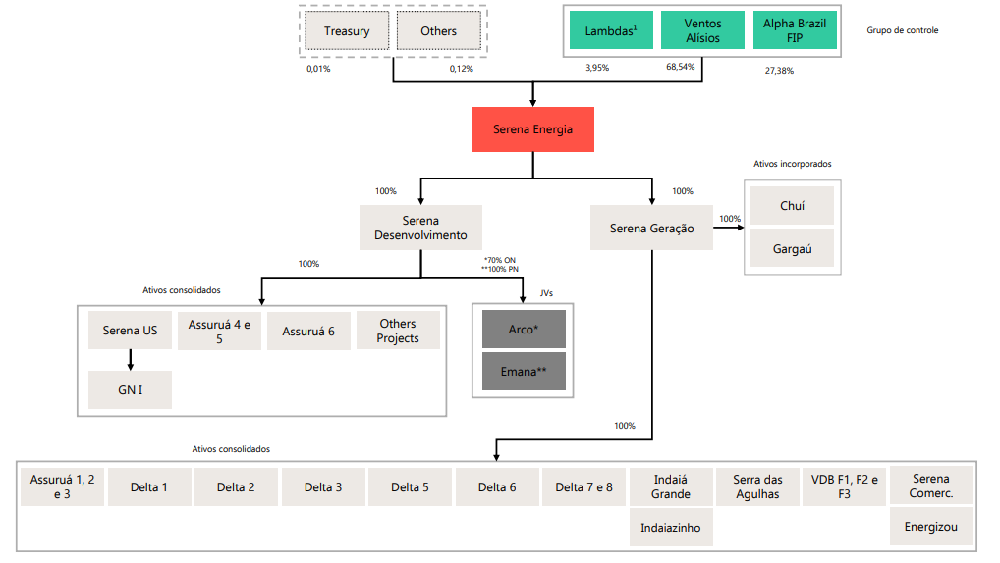 Treasury
Others
Lambdas¹
Ventos
Alísios
Alpha Brazil
FIP
Grupo de controle
0,01%
0,12%
3,95%
68,54%
27,38%
Serena Energia
Ativos incorporados
100%
100%
Serena
Desenvolvimento
Serena Geração
100%
Chuí
Gargaú
100%
*70% ON
**100% PN
Ativos consolidados
JVs
Serena US
Assuruá 4 e
5
Assuruá 6
Others
Projects
GN I
Arco*
Emana**
100%
Ativos consolidados
Assuruá 1, 2
e 3
Delta 1
Delta 2
Delta 3
Delta 5
Delta 6
Delta 7 e 8
Indaiá
Grande
Serra das
Agulhas
VDB F1, F2 e
F3
Serena
Comerc.
Indaiazinho
Energizou